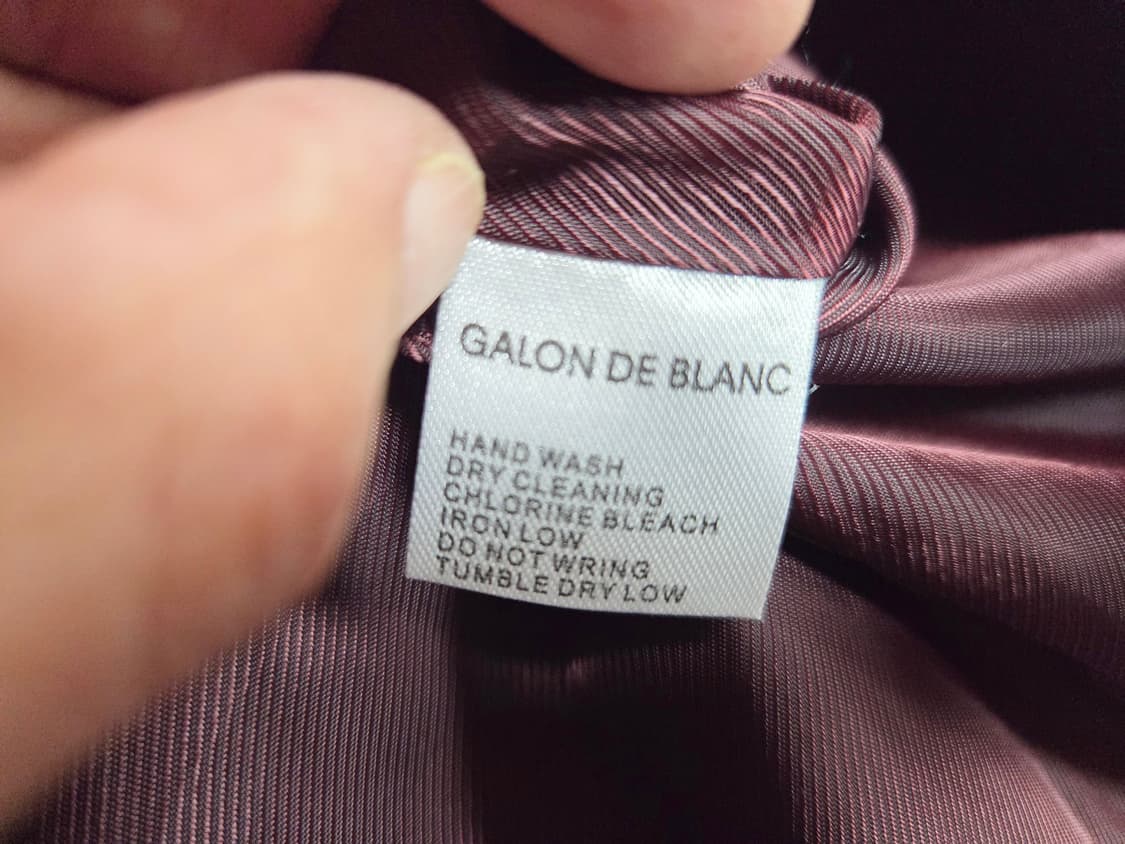 GALON DE BLANC
HAND WASH
DRY CLEANING
CHLORINE BLEACH
IRON LOW
DO NOT WRING
TUMBLE DRY LOW